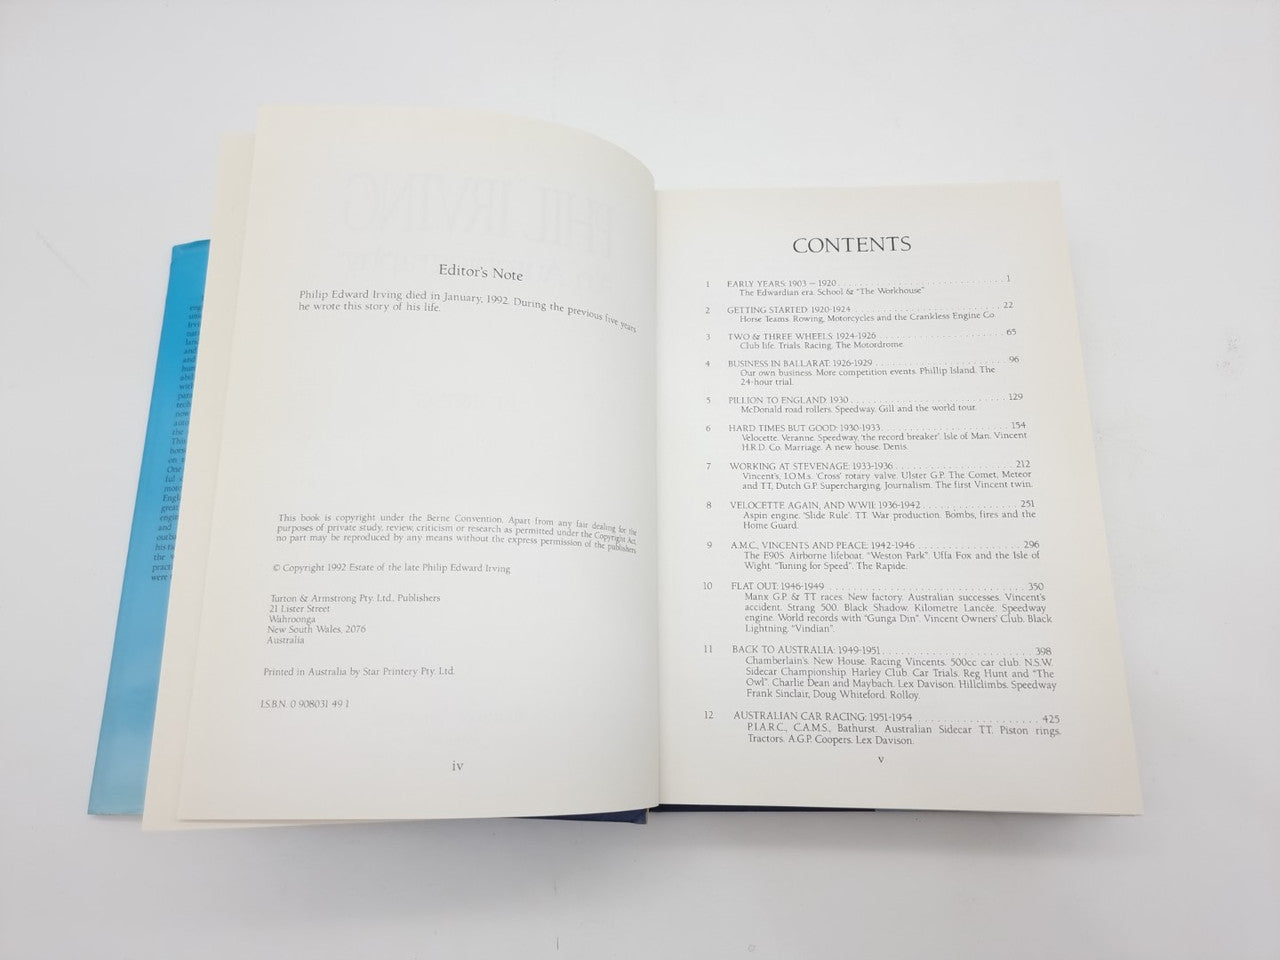 Editor's Note
Philip Edward Irving died in January, 1992. During the previous five years
he wrote this story of his life.
This book is copyright under the Berne Convention. Apart from any fair dealing for the
purposes of private study, review, criticism or research as permitted under the Copyright Act,
no part may be reproduced by any means without the express permission of the publishers.
© Copyright 1992 Estate of the late Philip Edward Irving
Turton & Armstrong Pty. Ltd., Publishers
21 Lister Street
Wahroonga
New South Wales, 2076
Australia
Printed in Australia by Star Printery Pty. Ltd.
I.S.B.N. 0 908031 49 1
iv
CONTENTS
1 EARLY YEARS: 1903 – 1920 . . . . . . . . . . . . . . . . . . . . . . . . . . . . 1
The Edwardian era. School & "The Workhouse"
2 GETTING STARTED: 1920-1924 . . . . . . . . . . . . . . . . . . . . . . . . . 22
Horse Teams. Rowing, Motorcycles and the Crankless Engine Co
3 TWO & THREE WHEELS: 1924-1926 . . . . . . . . . . . . . . . . . . . . . 65
Club life. Trials. Racing. The Motordrome
4 BUSINESS IN BALLARAT: 1926-1929 . . . . . . . . . . . . . . . . . . . . . 96
Our own business. More competition events. Phillip Island. The
24-hour trial.
5 PILLION TO ENGLAND: 1930 . . . . . . . . . . . . . . . . . . . . . . . . . . 129
McDonald road rollers. Speedway. Gill and the world tour.
6 HARD TIMES BUT GOOD: 1930-1933 . . . . . . . . . . . . . . . . . . . . . 154
Velocette. Veranne. Speedway, 'the record breaker'. Isle of Man. Vincent
H.R.D. Co. Marriage. A new house. Denis.
7 WORKING AT STEVENAGE: 1933-1936 . . . . . . . . . . . . . . . . . . . . 212
Vincent's, I.O.M.s. 'Cross' rotary valve. Ulster G.P. The Comet, Meteor
and TT, Dutch G.P. Supercharging, Journalism. The first Vincent twin.
8 VELOCETTE AGAIN, AND WWII: 1936-1942 . . . . . . . . . . . . . . . . 251
Aspin engine. 'Slide Rule'. TT. War production. Bombs, fires and the
Home Guard.
9 A.M.C., VINCENTS AND PEACE: 1942-1946 . . . . . . . . . . . . . . . . . 296
The E90S. Airborne lifeboat. "Weston Park". Uffa Fox and the Isle of
Wight. "Tuning for Speed". The Rapide.
10 FLAT OUT: 1946-1949 . . . . . . . . . . . . . . . . . . . . . . . . . . . . . . . 350
Manx G.P. & TT races. New factory. Australian successes. Vincent's
accident. Strang 500. Black Shadow. Kilometre Lancée. Speedway
engine. World records with "Gunga Din". Vincent Owners' Club. Black
Lightning, "Vindian".
11 BACK TO AUSTRALIA: 1949-1951 . . . . . . . . . . . . . . . . . . . . . . . 398
Chamberlain's. New House. Racing Vincents. 500cc car club. N.S.W.
Sidecar Championship. Harley Club. Car Trials. Reg Hunt and "The
Owl". Charlie Dean and Maybach. Lex Davison. Hillclimbs. Speedway
Frank Sinclair, Doug Whiteford. Rolloy.
12 AUSTRALIAN CAR RACING: 1951-1954 . . . . . . . . . . . . . . . . . . 425
P.I.A.R.C., C.A.M.S., Bathurst. Australian Sidecar TT. Piston rings.
Tractors. A.G.P. Coopers. Lex Davison.
v